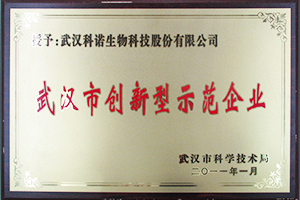 授予:武汉科诺生物科技股份有限公司
武汉市创新型示范企业
武汉市科学技术局
二〇一一年一月